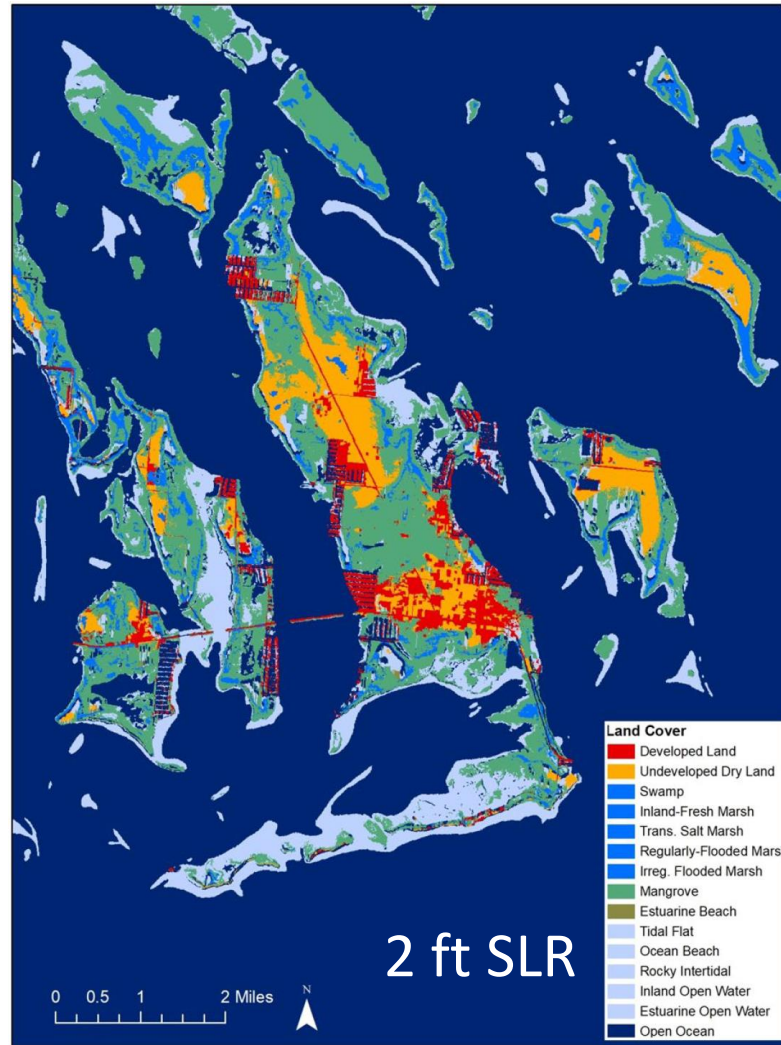 Land Cover
Developed Land
Undeveloped Dry Land
Swamp
Inland-Fresh Marsh
Trans. Salt Marsh
Regularly-Flooded Mars
Irreg. Flooded Marsh
Mangrove
Estuarine Beach
Tidal Flat
Ocean Beach
Rocky Intertidal
Inland Open Water
Estuarine Open Water
Open Ocean
2 ft SLR
0 0.5 1 2 Miles
N